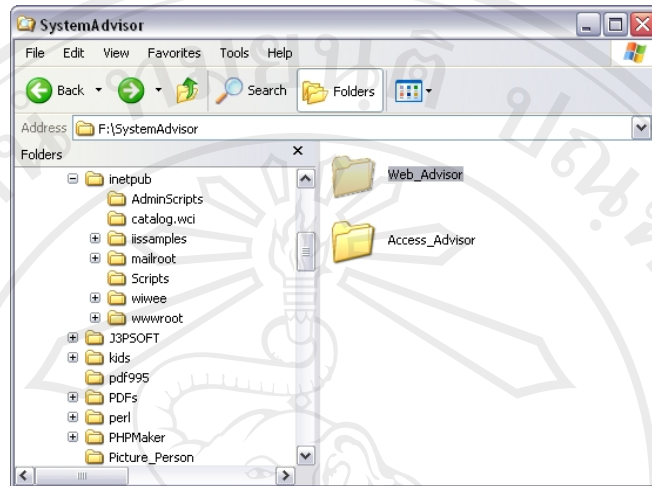 SystemAdvisor
File Edit View Favorites Tools Help
Back Search Folders
Address F:\SystemAdvisor
Folders
inetpub
AdminScripts
catalog.wci
iissamples
mailroot
Scripts
wiwee
wwwroot
J3PSOFT
kids
pdf995
PDFs
perl
PHPMaker
Picture_Person
Web_Advisor
Access_Advisor